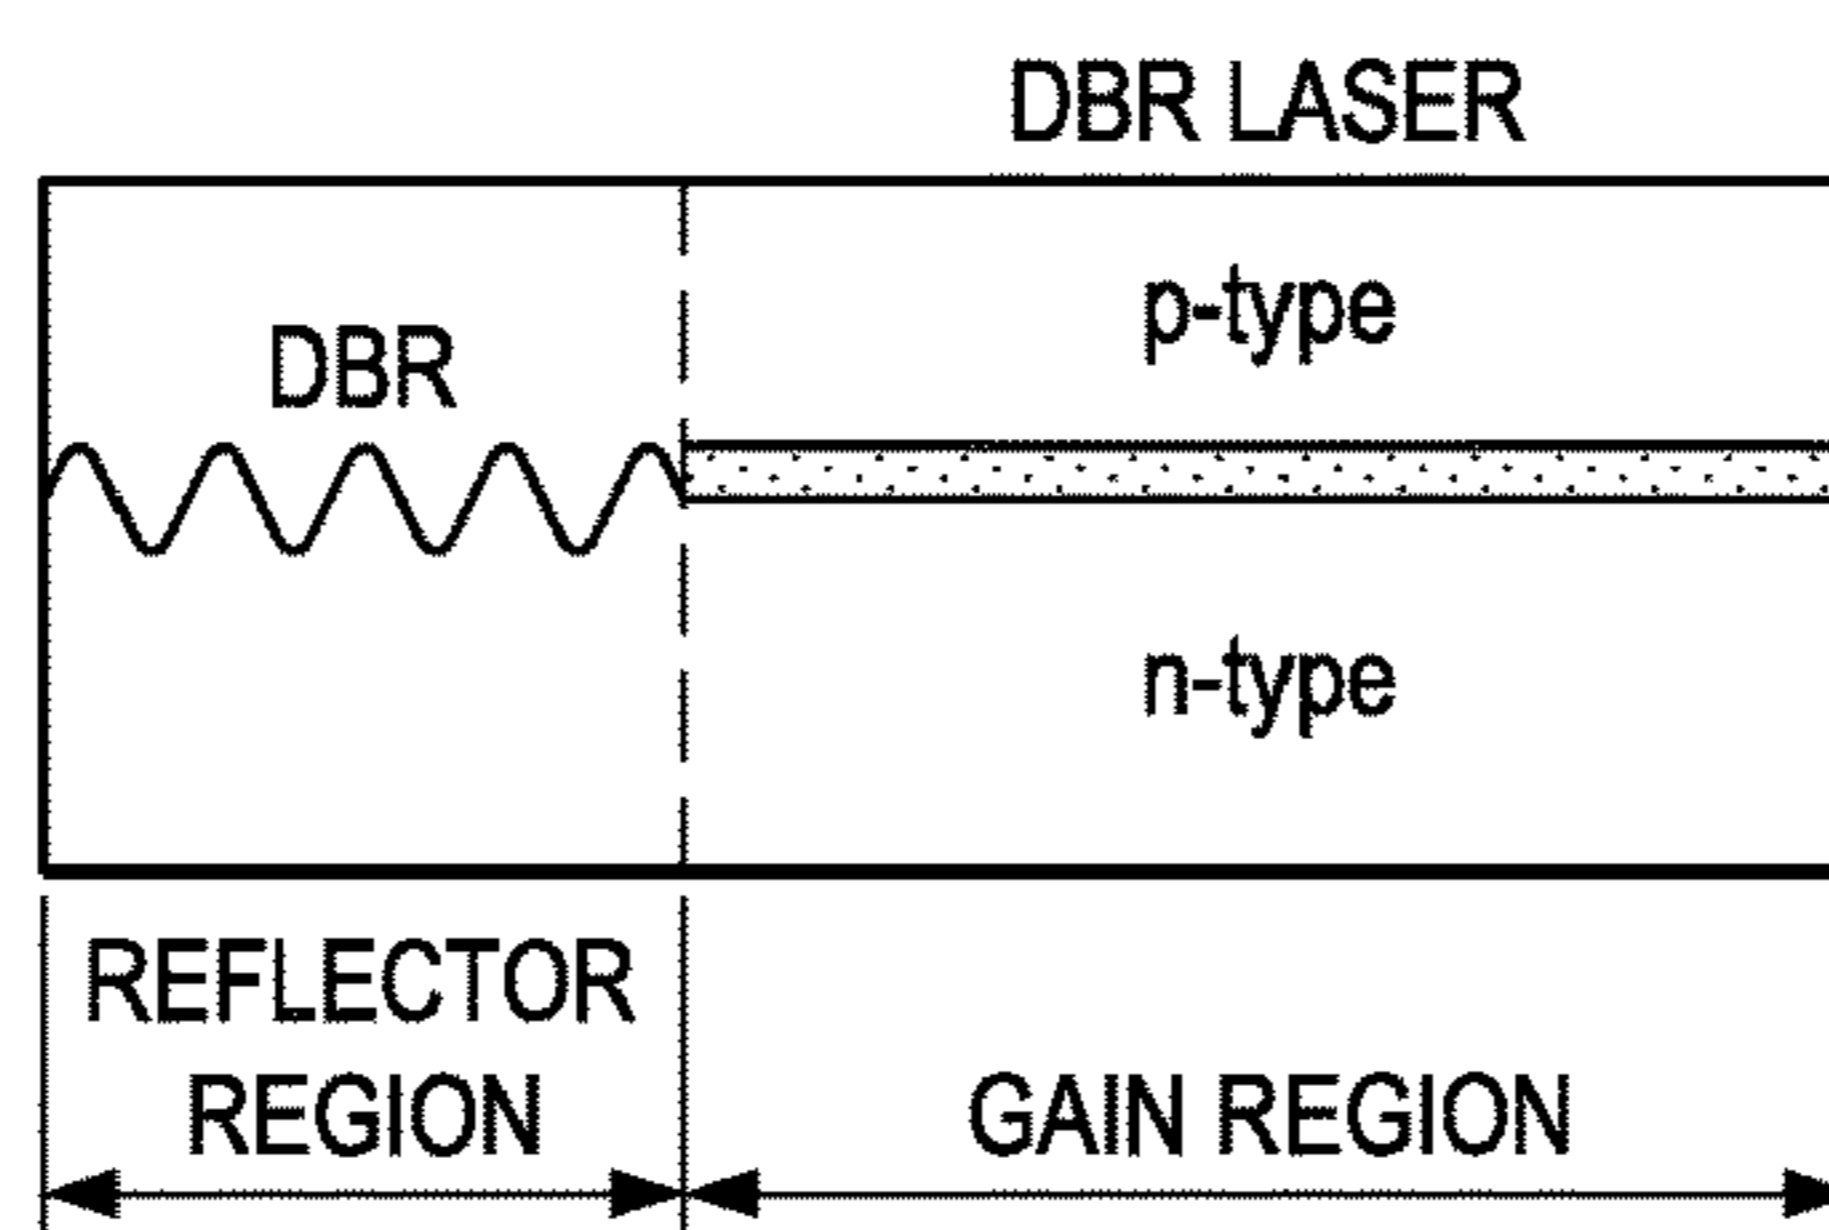 DBR LASER
p-type
DBR
n-type
REFLECTOR
REGION
GAIN REGION